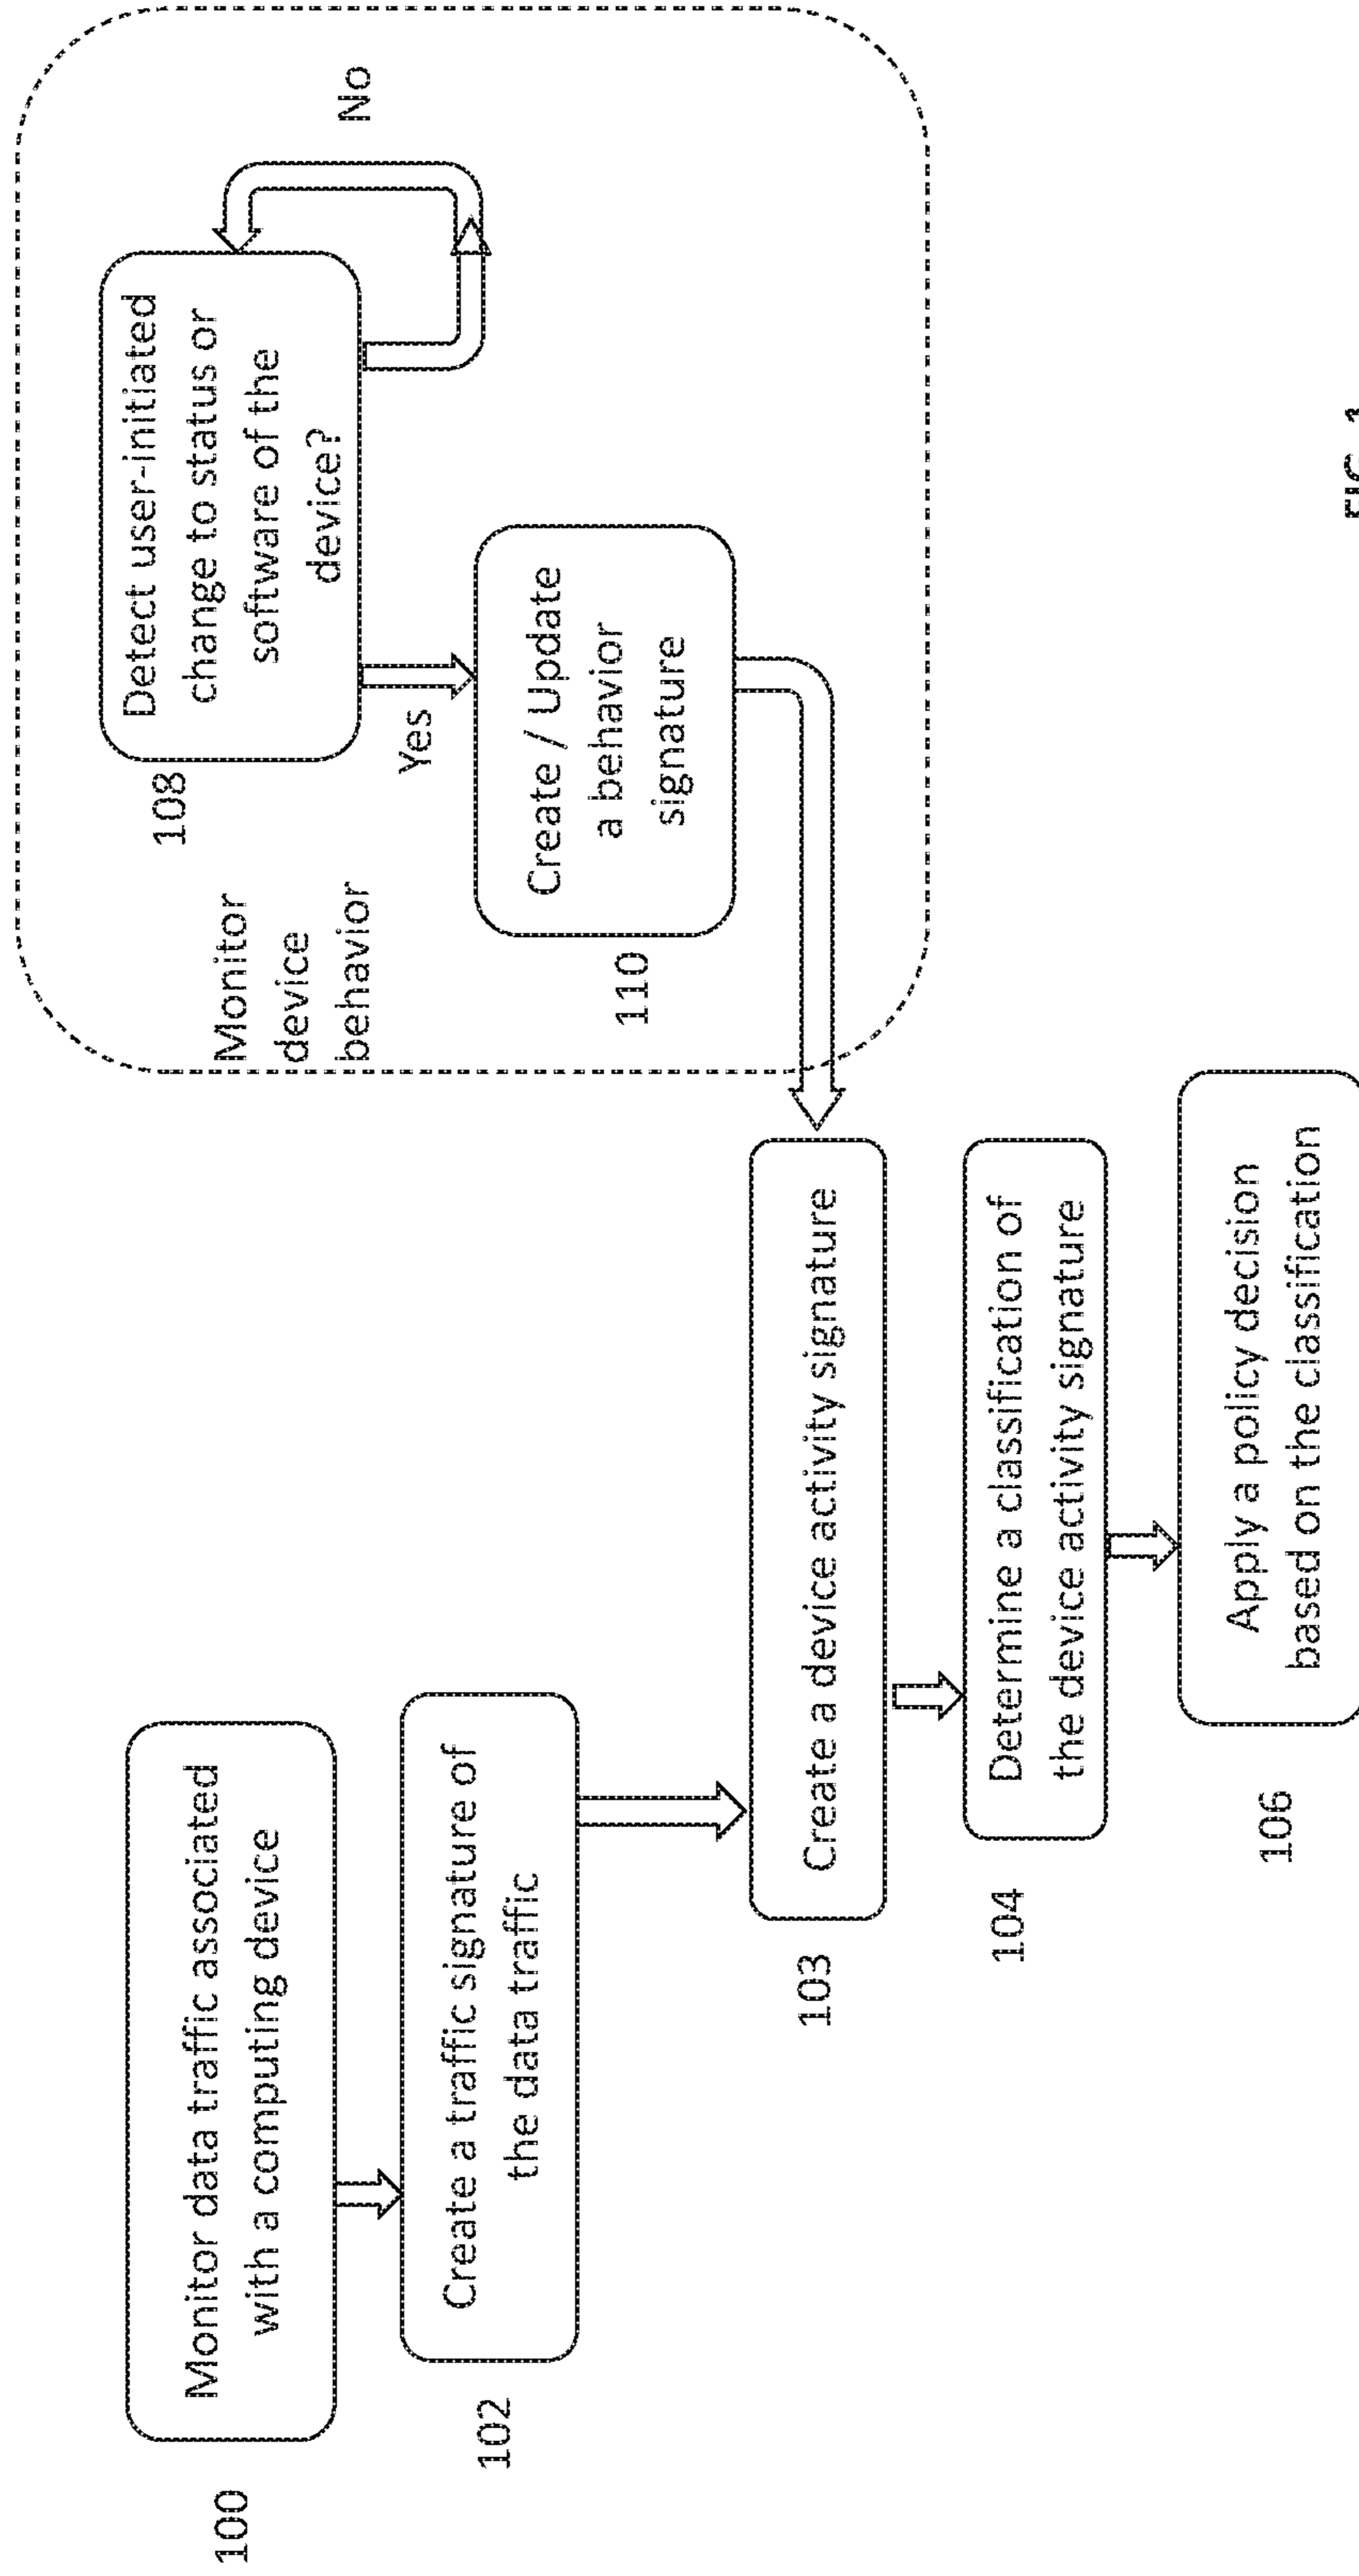 100
Monitor data traffic associated
with a computing device
102
Create a traffic signature of
the data traffic
103
Create a device activity signature
104
Determine a classification of
the device activity signature
106
Apply a policy decision
based on the classification
Monitor
device
behavior
108
Detect user-initiated
change to status or
software of the
device?
Yes
No
110
Create / Update
a behavior
signature
FIG. 1